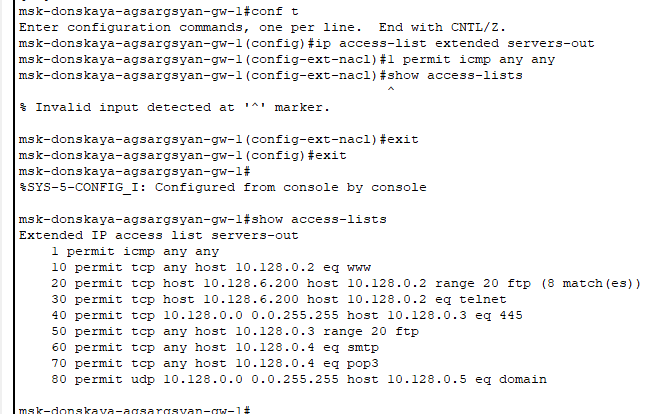 msk-donskaya-agsargsyan-gw-1#conf t
Enter configuration commands, one per line.  End with CNTL/Z.
msk-donskaya-agsargsyan-gw-1(config)#ip access-list extended servers-out
msk-donskaya-agsargsyan-gw-1(config-ext-nacl)#1 permit icmp any any
msk-donskaya-agsargsyan-gw-1(config-ext-nacl)#show access-lists
^
% Invalid input detected at '^' marker.
msk-donskaya-agsargsyan-gw-1(config-ext-nacl)#exit
msk-donskaya-agsargsyan-gw-1(config)#exit
msk-donskaya-agsargsyan-gw-1#
%SYS-5-CONFIG_I: Configured from console by console
msk-donskaya-agsargsyan-gw-1#show access-lists
Extended IP access list servers-out
1 permit icmp any any
10 permit tcp any host 10.128.0.2 eq www
20 permit tcp host 10.128.6.200 host 10.128.0.2 range 20 ftp (8 match(es))
30 permit tcp host 10.128.6.200 host 10.128.0.2 eq telnet
40 permit tcp 10.128.0.0 0.0.255.255 host 10.128.0.3 eq 445
50 permit tcp any host 10.128.0.3 range 20 ftp
60 permit tcp any host 10.128.0.4 eq smtp
70 permit tcp any host 10.128.0.4 eq pop3
80 permit udp 10.128.0.0 0.0.255.255 host 10.128.0.5 eq domain
msk-donskaya-agsargsyan-gw-1#